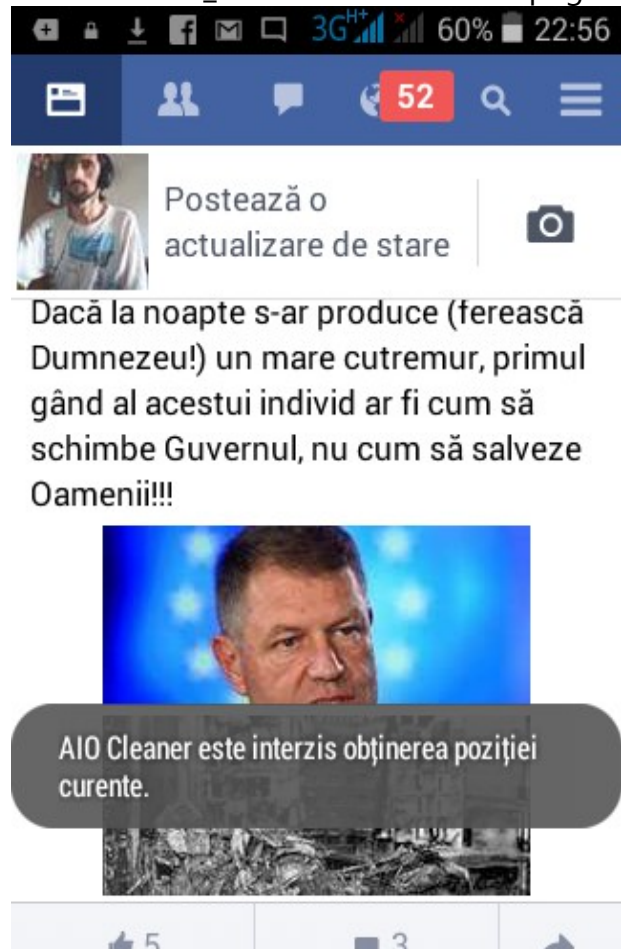 3G H+ 60% 22:56
52
Postează o
actualizare de stare
Dacă la noapte s-ar produce (ferească
Dumnezeu!) un mare cutremur, primul
gând al acestui individ ar fi cum să
schimbe Guvernul, nu cum să salveze
Oamenii!!!
AIO Cleaner este interzis obținerea poziției
curente.
5 3